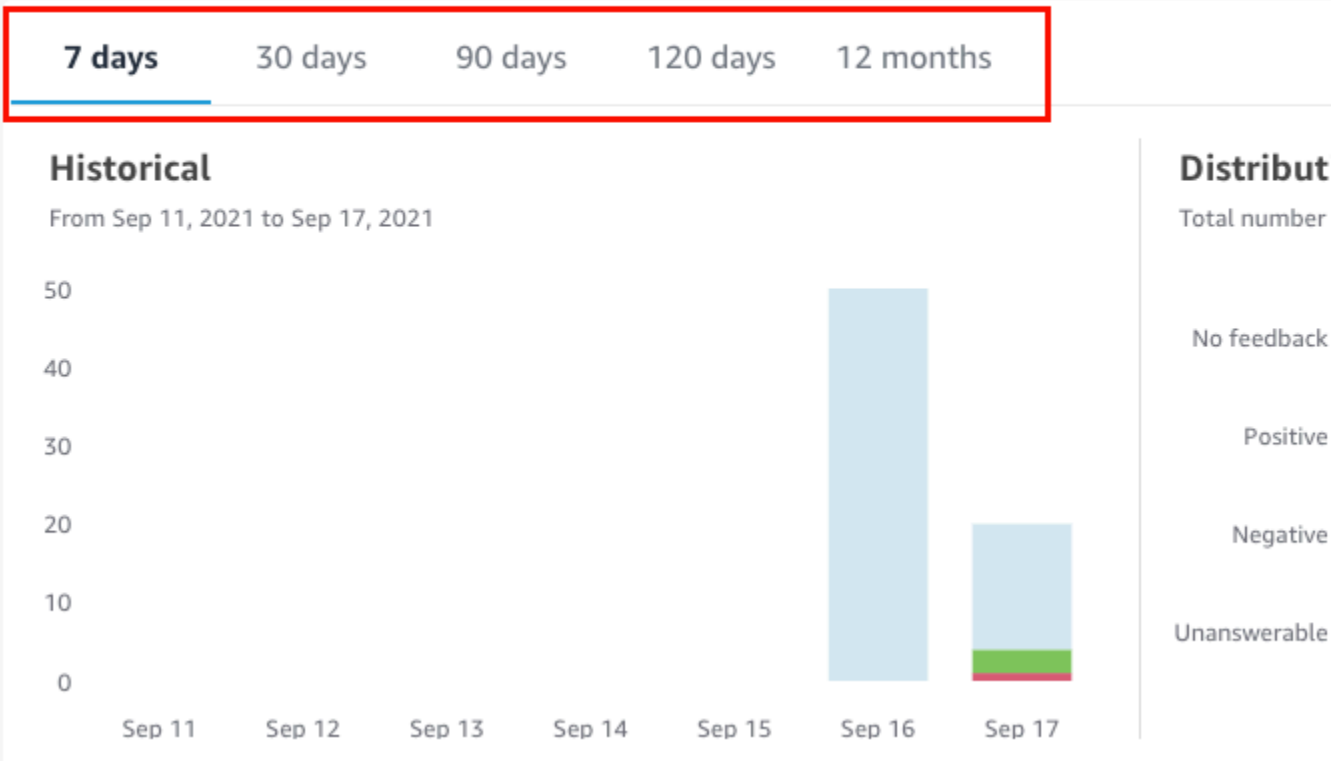 7 days 30 days 90 days 120 days 12 months
Historical
From Sep 11, 2021 to Sep 17, 2021
50
40
30
20
10
0
Sep 11 Sep 12 Sep 13 Sep 14 Sep 15 Sep 16 Sep 17
Distribut
Total number
No feedback
Positive
Negative
Unanswerable